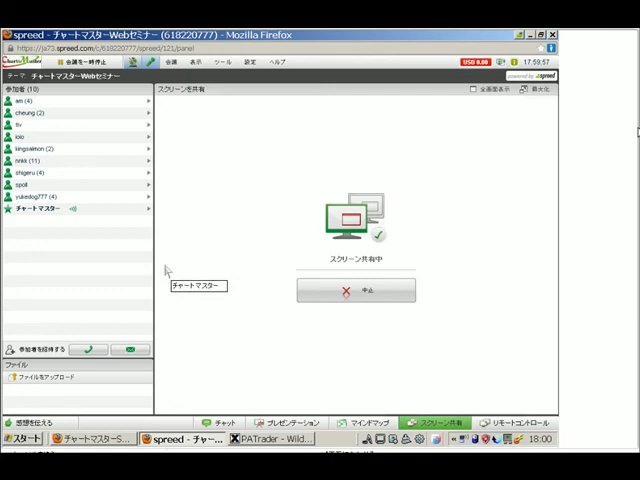 spreed - チャートマスターWebセミナー (618220777) - Mozilla Firefox
https://ja73.spreed.com/c/618220777/spreed/121/panel
ChartMaster
会議を一時停止
会議
表示
ツール
設定
ヘルプ
USD 0.00
17:59:57
テーマ: チャートマスターWebセミナー
powered by spreed
参加者 (10)
スクリーンを共有
全画面表示
最大化
am (4)
cheung (2)
fiv
ioio
kingsalmon (2)
nnkk (11)
shigeru (4)
spoll
yukedog777 (4)
チャートマスター
スクリーン共有中
チャートマスター
中止
参加者を招待する
ファイル
ファイルをアップロード
感想を伝える
チャット
プレゼンテーション
マインドマップ
スクリーン共有
リモートコントロール
スタート
チャートマスターS...
spreed - チャー...
PATrader - Wild...
18:00